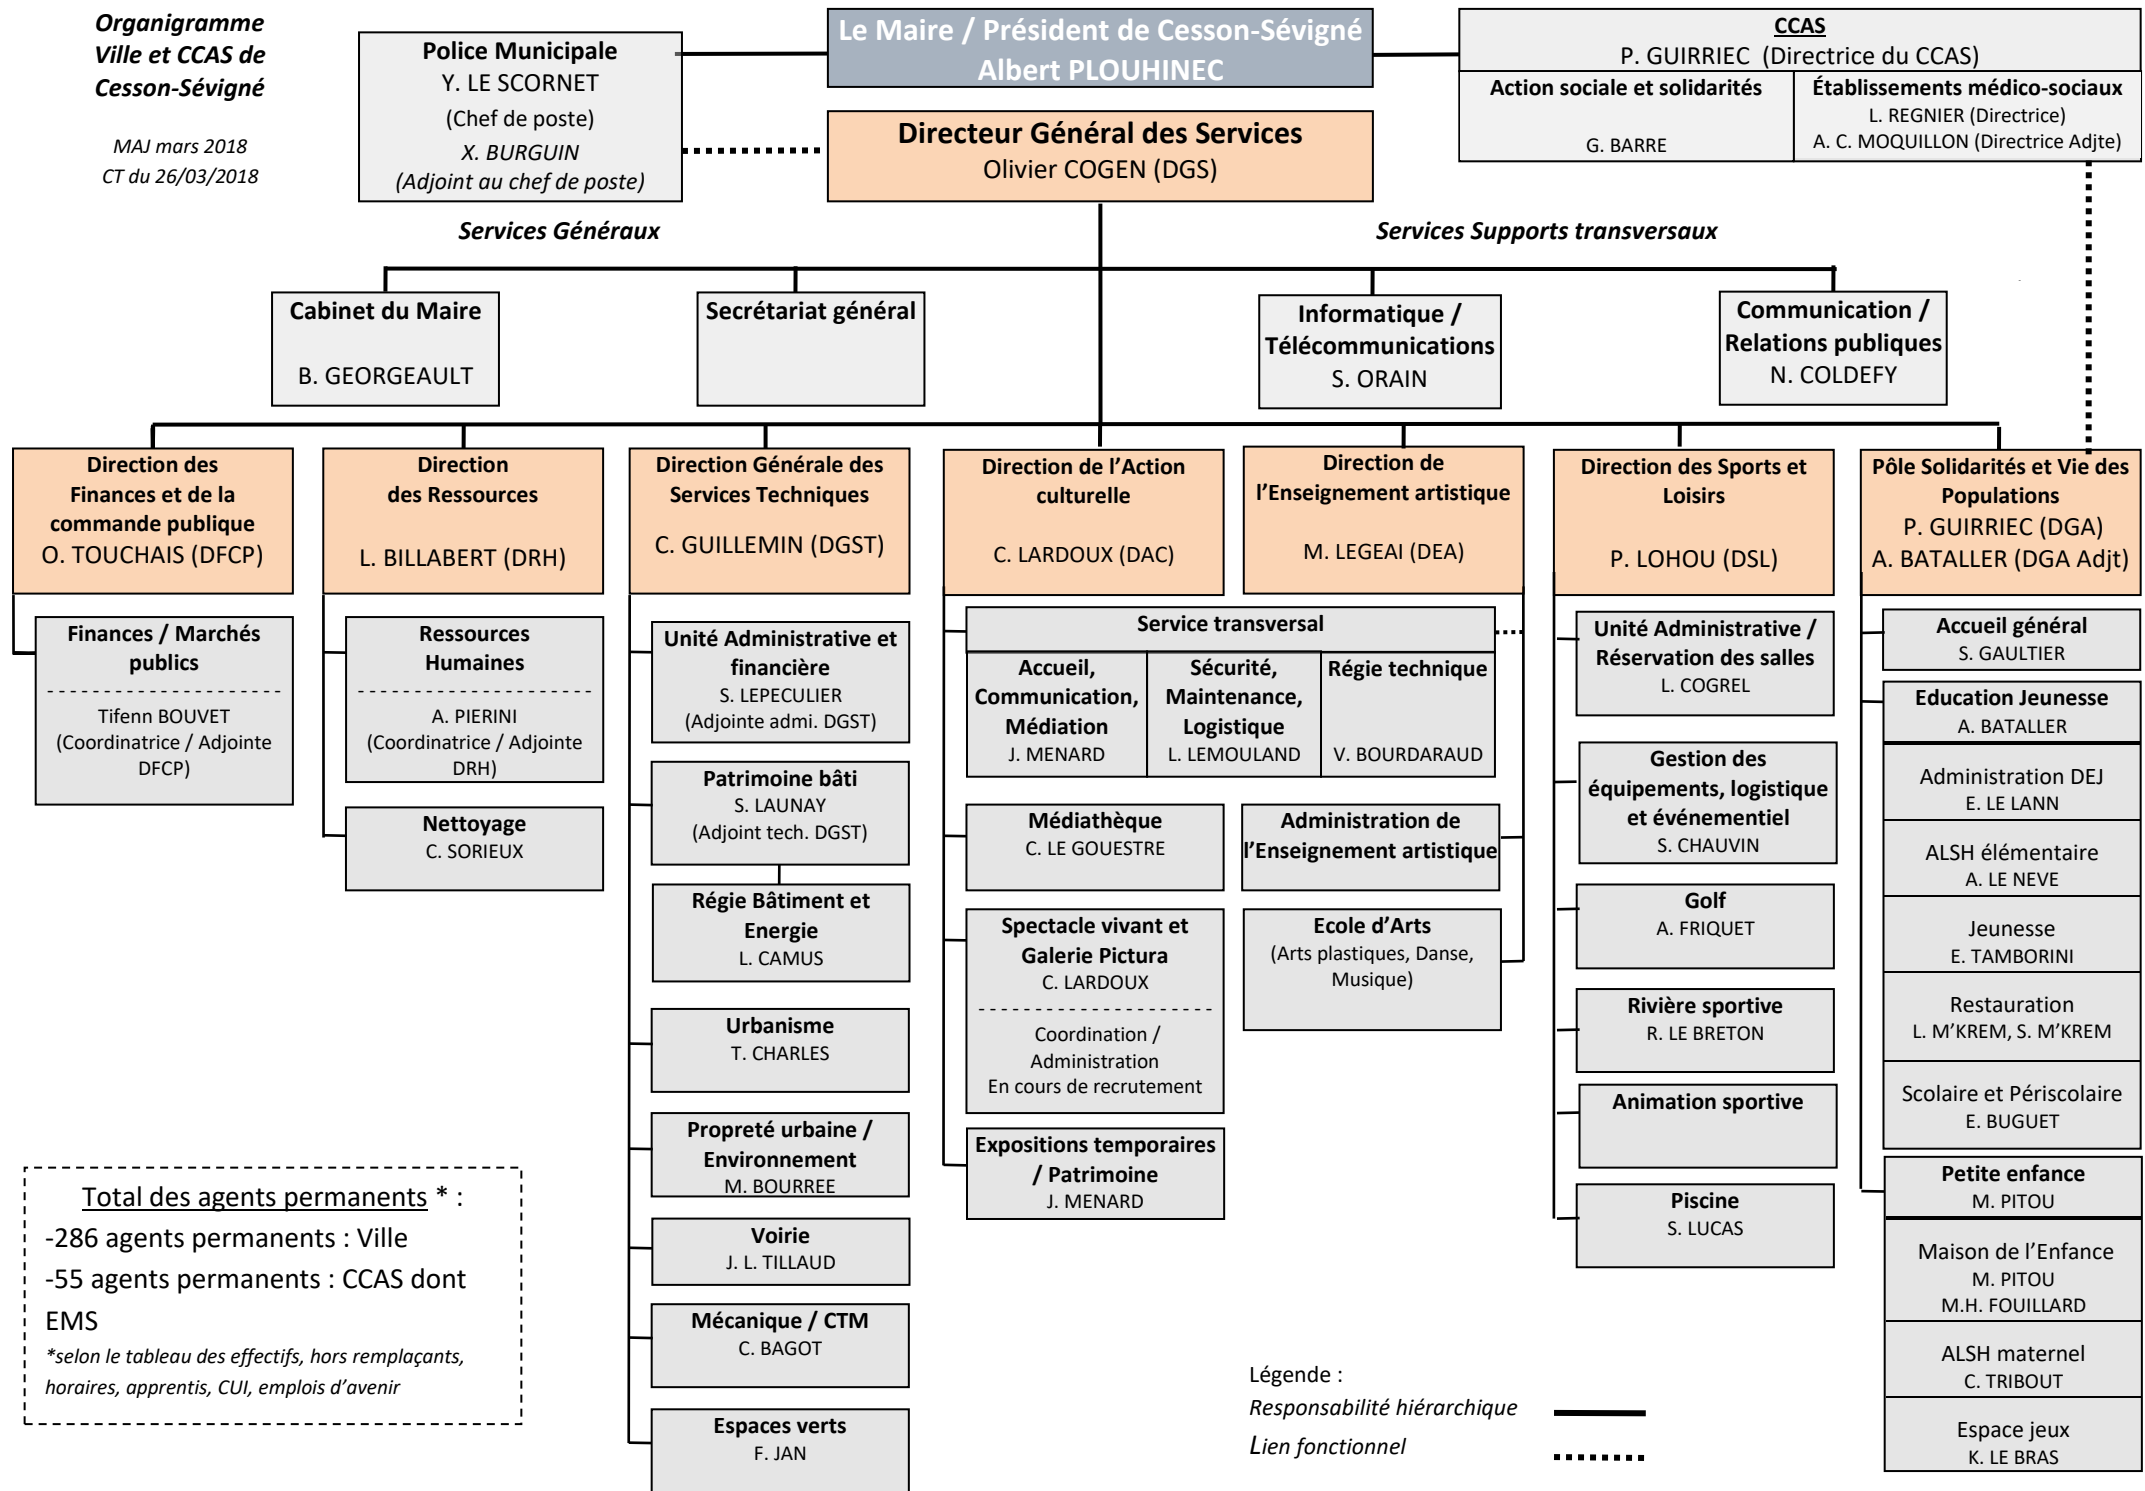 Organigramme
Ville et CCAS de
Cesson-Sévigné
MAJ mars 2018
CT du 26/03/2018
Police Municipale
Y. LE SCORNET
(Chef de poste)
X. BURGUIN
(Adjoint au chef de poste)
Le Maire / Président de Cesson-Sévigné
Albert PLOUHINEC
Directeur Général des Services
Olivier COGEN (DGS)
CCAS
P. GUIRRIEC (Directrice du CCAS)
Action sociale et solidarités
G. BARRE
Établissements médico-sociaux
L. REGNIER (Directrice)
A. C. MOQUILLON (Directrice Adjte)
Services Généraux
Services Supports transversaux
Cabinet du Maire
B. GEORGEAULT
Secrétariat général
Informatique /
Télécommunications
S. ORAIN
Communication /
Relations publiques
N. COLDEFY
Direction des
Finances et de la
commande publique
O. TOUCHAIS (DFCP)
Finances / Marchés
publics
Tifenn BOUVET
(Coordinatrice / Adjointe
DFCP)
Direction
des Ressources
L. BILLABERT (DRH)
Ressources
Humaines
A. PIERINI
(Coordinatrice / Adjointe
DRH)
Nettoyage
C. SORIEUX
Direction Générale des
Services Techniques
C. GUILLEMIN (DGST)
Unité Administrative et
financière
S. LEPECULIER
(Adjointe admi. DGST)
Patrimoine bâti
S. LAUNAY
(Adjoint tech. DGST)
Régie Bâtiment et
Energie
L. CAMUS
Urbanisme
T. CHARLES
Propreté urbaine /
Environnement
M. BOURREE
Voirie
J. L. TILLAUD
Mécanique / CTM
C. BAGOT
Espaces verts
F. JAN
Direction de l'Action
culturelle
C. LARDOUX (DAC)
Direction de
l'Enseignement artistique
M. LEGEAI (DEA)
Service transversal
Accueil,
Communication,
Médiation
J. MENARD
Sécurité,
Maintenance,
Logistique
L. LEMOULAND
Régie technique
V. BOURDARAUD
Médiathèque
C. LE GOUESTRE
Spectacle vivant et
Galerie Pictura
C. LARDOUX
Coordination /
Administration
En cours de recrutement
Expositions temporaires
/ Patrimoine
J. MENARD
Administration de
l'Enseignement artistique
Ecole d'Arts
(Arts plastiques, Danse,
Musique)
Direction des Sports et
Loisirs
P. LOHOU (DSL)
Unité Administrative /
Réservation des salles
L. COGREL
Gestion des
équipements, logistique
et événementiel
S. CHAUVIN
Golf
A. FRIQUET
Rivière sportive
R. LE BRETON
Animation sportive
Piscine
S. LUCAS
Pôle Solidarités et Vie des
Populations
P. GUIRRIEC (DGA)
A. BATALLER (DGA Adjt)
Accueil général
S. GAULTIER
Education Jeunesse
A. BATALLER
Administration DEJ
E. LE LANN
ALSH élémentaire
A. LE NEVE
Jeunesse
E. TAMBORINI
Restauration
L. M'KREM, S. M'KREM
Scolaire et Périscolaire
E. BUGUET
Petite enfance
M. PITOU
Maison de l'Enfance
M. PITOU
M.H. FOUILLARD
ALSH maternel
C. TRIBOUT
Espace jeux
K. LE BRAS
Total des agents permanents * :
-286 agents permanents : Ville
-55 agents permanents : CCAS dont
EMS
*selon le tableau des effectifs, hors remplaçants,
horaires, apprentis, CUI, emplois d'avenir
Légende :
Responsabilité hiérarchique
Lien fonctionnel